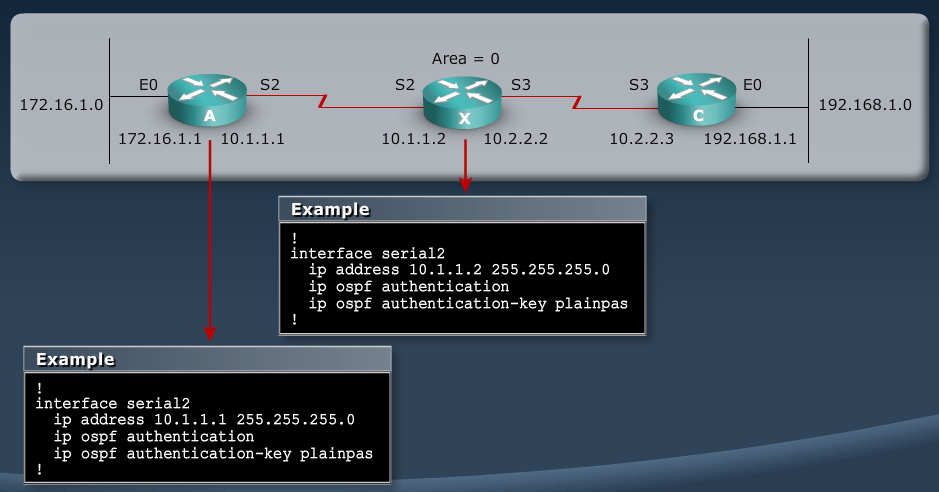 Area = 0
E0 S2 S2 S3 S3 E0
172.16.1.0 192.168.1.0
A X C
172.16.1.1 10.1.1.1 10.1.1.2 10.2.2.2 10.2.2.3 192.168.1.1
Example
!
interface serial2
ip address 10.1.1.2 255.255.255.0
ip ospf authentication
ip ospf authentication-key plainpas
!
Example
!
interface serial2
ip address 10.1.1.1 255.255.255.0
ip ospf authentication
ip ospf authentication-key plainpas
!